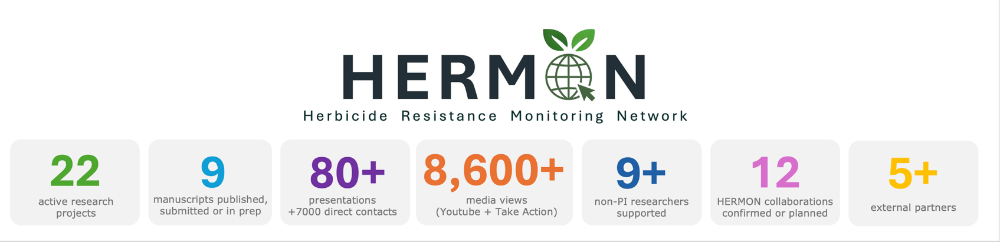 HERMON
Herbicide Resistance Monitoring Network
22
active research
projects
9
manuscripts published,
submitted or in prep
80+
presentations
+7000 direct contacts
8,600+
media views
(Youtube + Take Action)
9+
non-PI researchers
supported
12
HERMON collaborations
confirmed or planned
5+
external partners